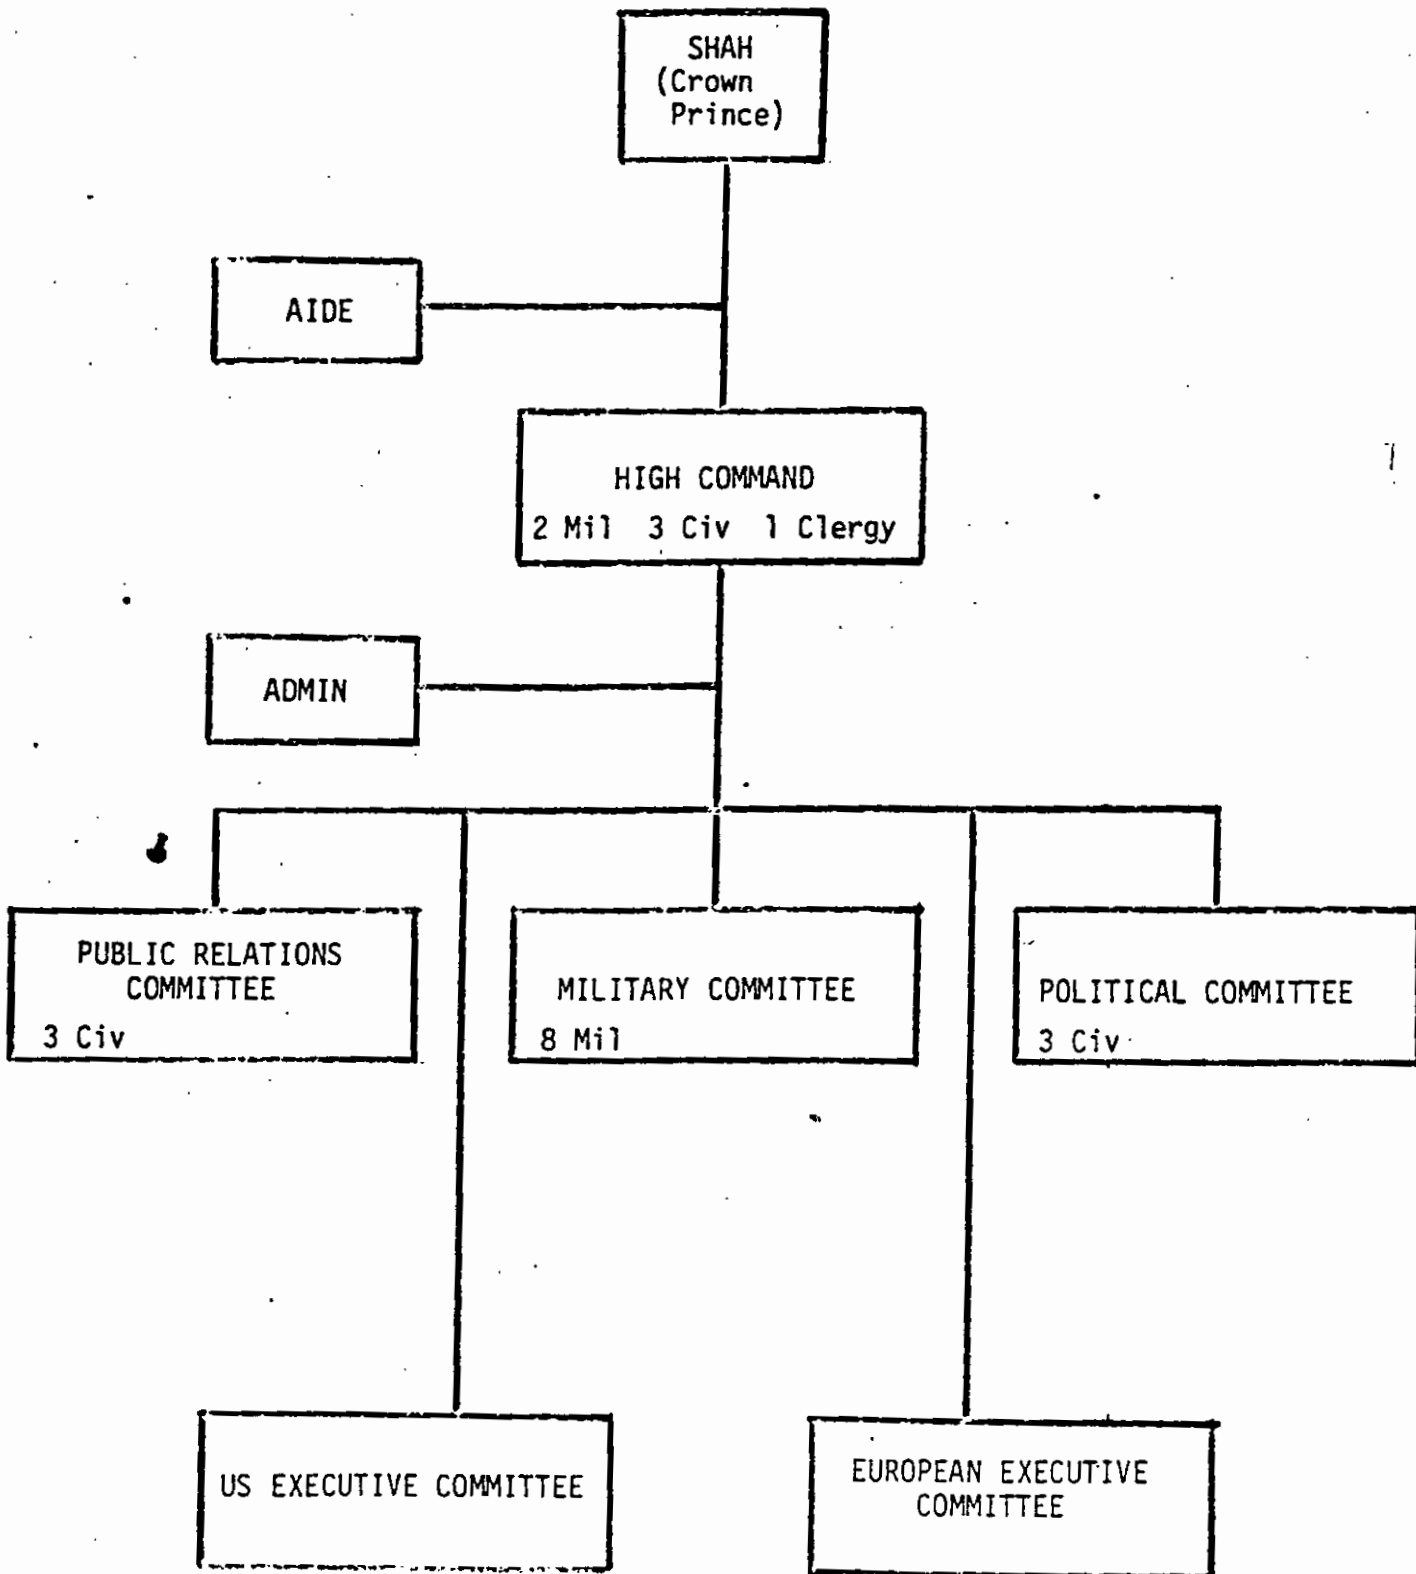 SHAH
(Crown
Prince)
AIDE
HIGH COMMAND
2 Mil 3 Civ 1 Clergy
ADMIN
PUBLIC RELATIONS
COMMITTEE
3 Civ
MILITARY COMMITTEE
8 Mil
POLITICAL COMMITTEE
3 Civ
US EXECUTIVE COMMITTEE
EUROPEAN EXECUTIVE
COMMITTEE